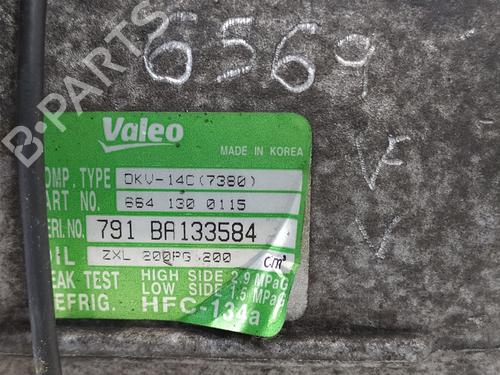 B-PARTS
6569
V F
V
Valeo
MADE IN KOREA
OMP. TYPE DKV-14C(7380)
ART NO. 664 130 0115
ERI. NO. 791 BA133584
IL ZXL 200PG 200 cm³
EAK TEST HIGH SIDE 2.9 MPaG
LOW SIDE 1.5 MPaG
EFRIG. HFC-134a